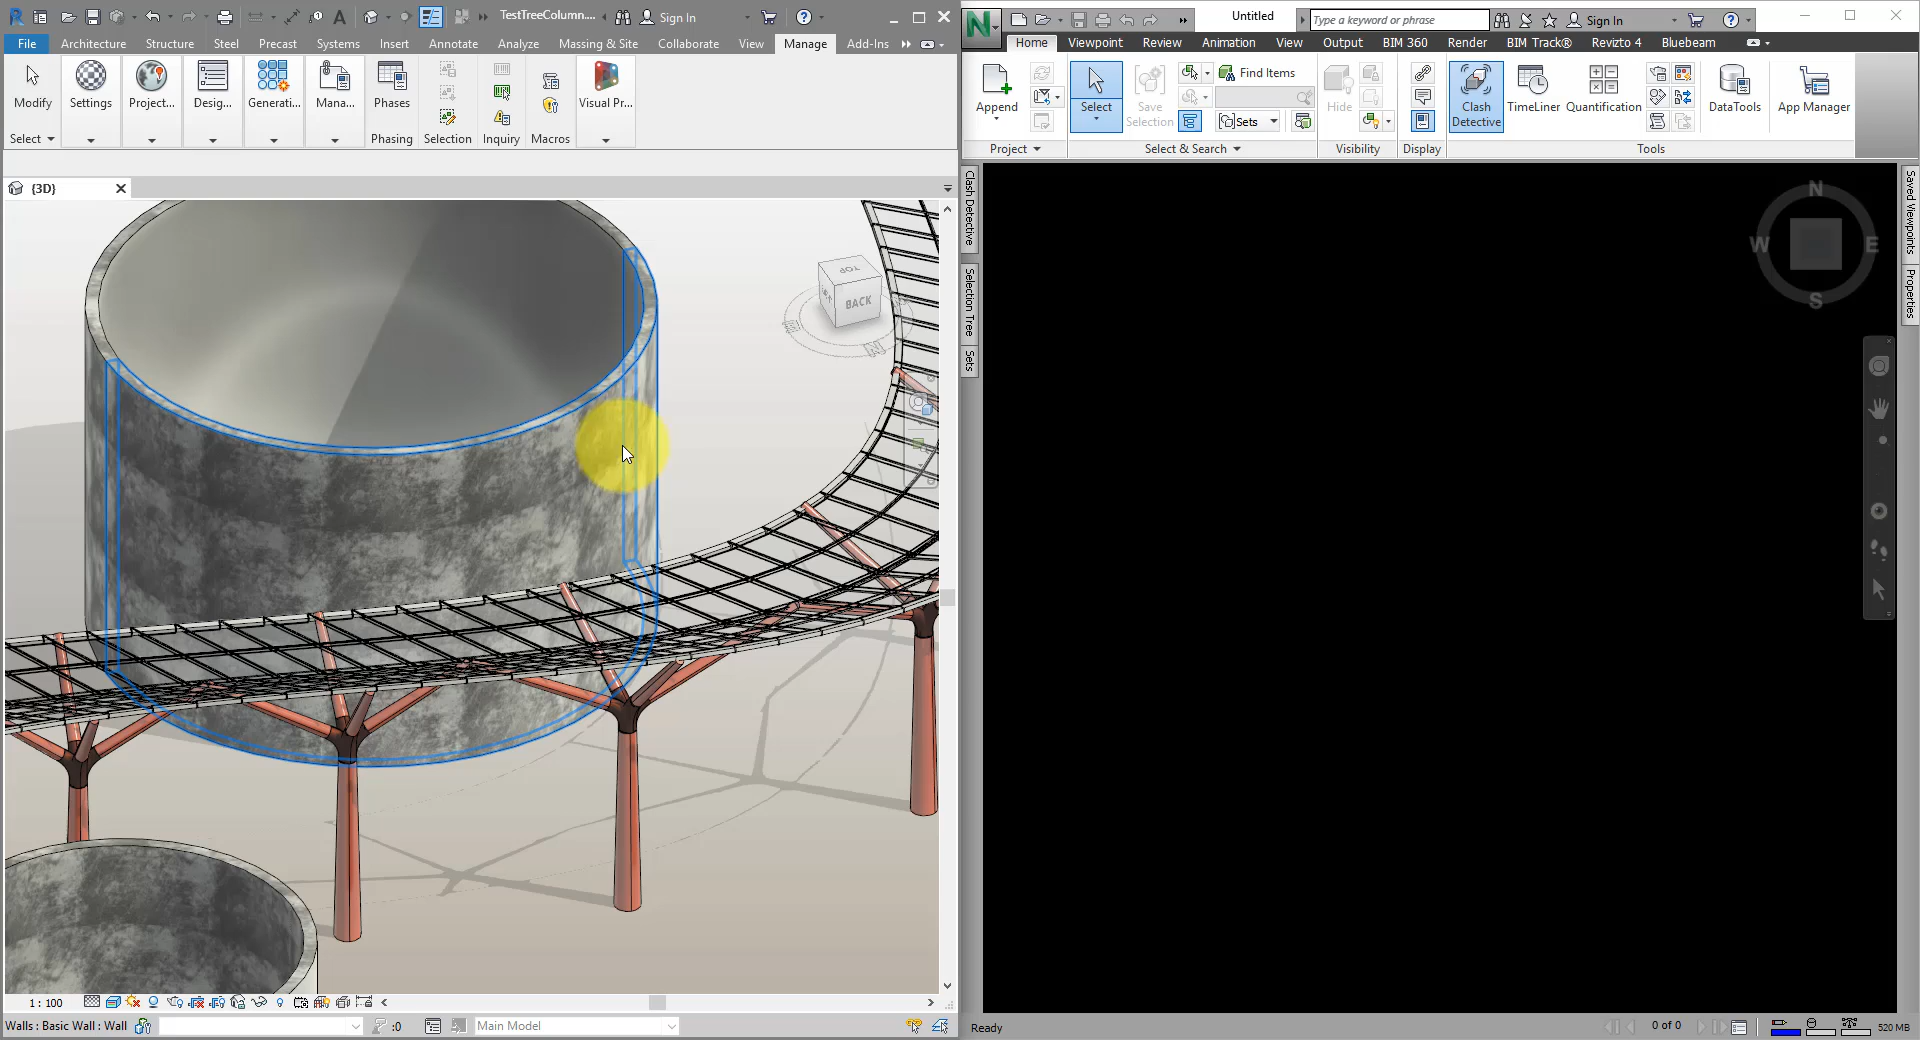 TestTreeColumn....
Sign In
File
Architecture
Structure
Steel
Precast
Systems
Insert
Annotate
Analyze
Massing & Site
Collaborate
View
Manage
Add-Ins
Modify
Settings
Project...
Desig...
Generati...
Mana...
Phases
Visual Pr...
Select
Phasing
Selection
Inquiry
Macros
{3D}
TOP
BACK
1 : 100
Walls : Basic Wall : Wall
:0
Main Model
Untitled
Type a keyword or phrase
Sign In
Home
Viewpoint
Review
Animation
View
Output
BIM 360
Render
BIM Track®
Revizto 4
Bluebeam
Append
Select
Save
Selection
Find Items
Sets
Hide
Clash
Detective
TimeLiner
Quantification
DataTools
App Manager
Project
Select & Search
Visibility
Display
Tools
Clash Detective
Selection Tree
Sets
N
W
E
S
Saved Viewpoints
Properties
Ready
0 of 0
520 MB